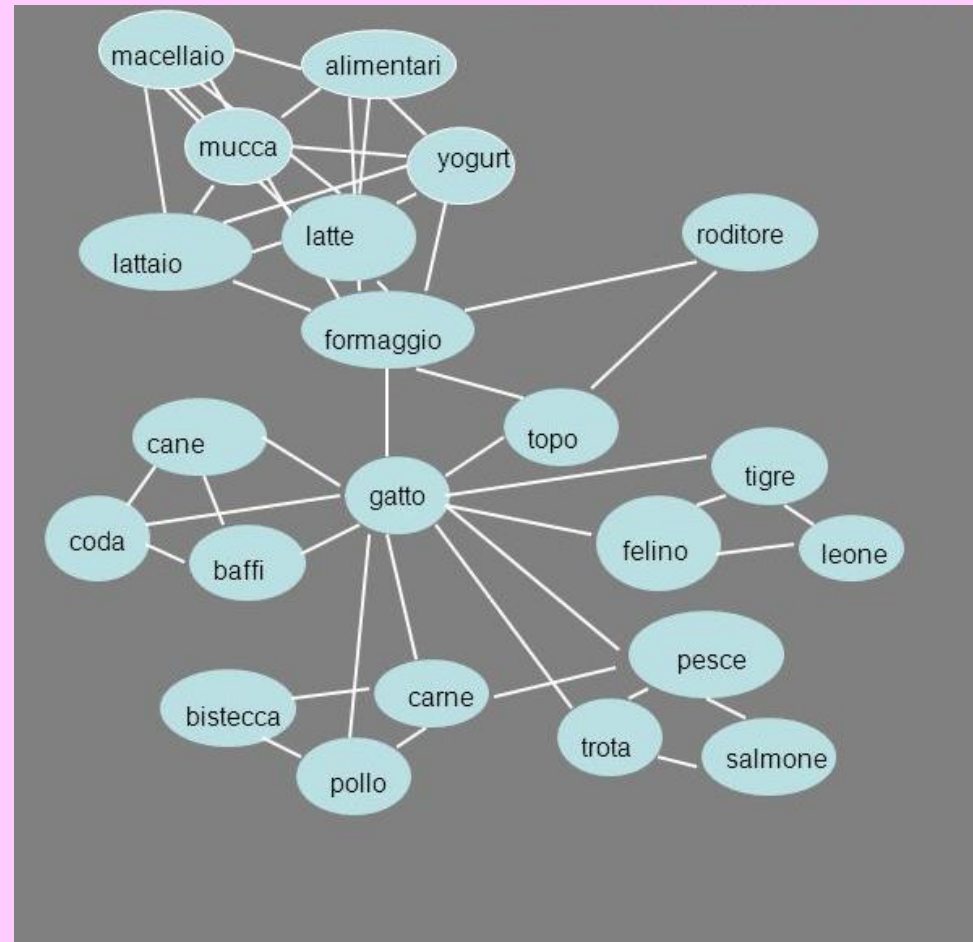 macellaio
alimentari
mucca
yogurt
latte
lattaio
roditore
formaggio
topo
cane
tigre
gatto
coda
baffi
felino
leone
pesce
carne
bistecca
trota
salmone
pollo